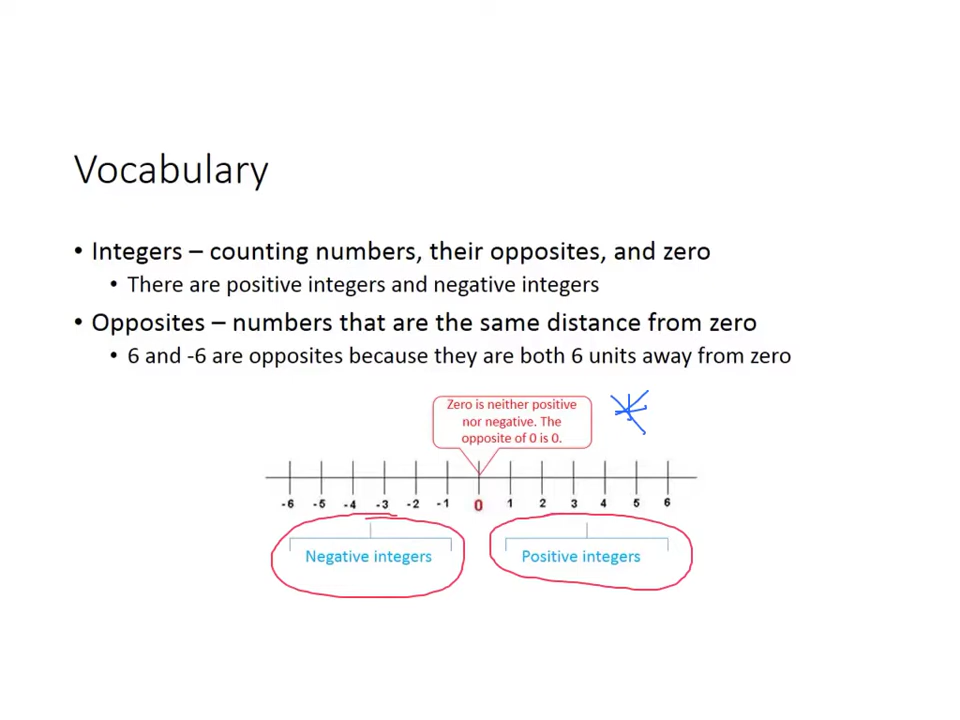 Vocabulary
• Integers – counting numbers, their opposites, and zero
• There are positive integers and negative integers
• Opposites – numbers that are the same distance from zero
• 6 and -6 are opposites because they are both 6 units away from zero
Zero is neither positive
nor negative. The
opposite of 0 is 0.
-6 -5 -4 -3 -2 -1 0 1 2 3 4 5 6
Negative integers Positive integers